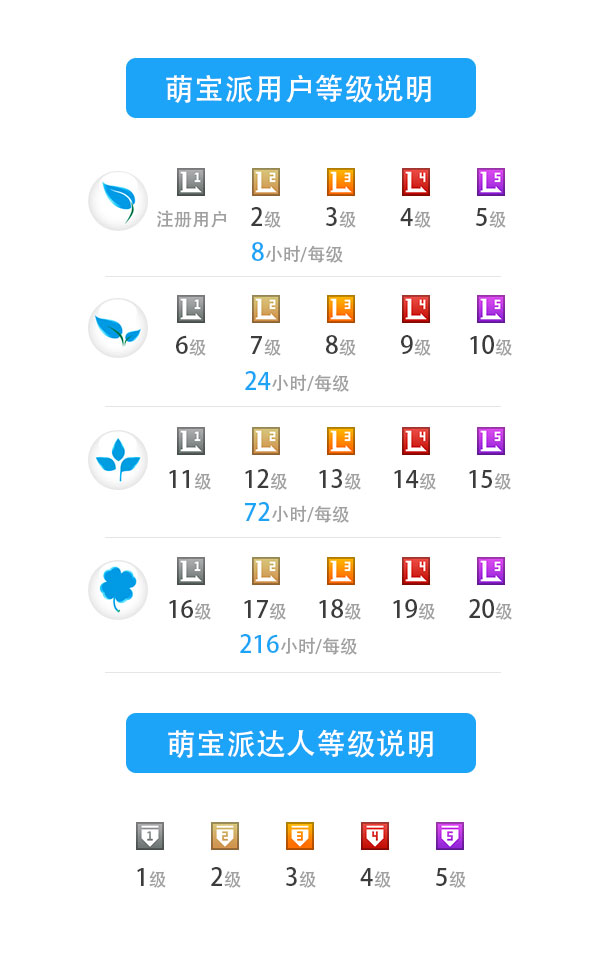 萌宝派用户等级说明
L1 L2 L3 L4 L5
注册用户 2级 3级 4级 5级
8小时/每级
L1 L2 L3 L4 L5
6级 7级 8级 9级 10级
24小时/每级
L1 L2 L3 L4 L5
11级 12级 13级 14级 15级
72小时/每级
L1 L2 L3 L4 L5
16级 17级 18级 19级 20级
216小时/每级
萌宝派达人等级说明
1 2 3 4 5
1级 2级 3级 4级 5级